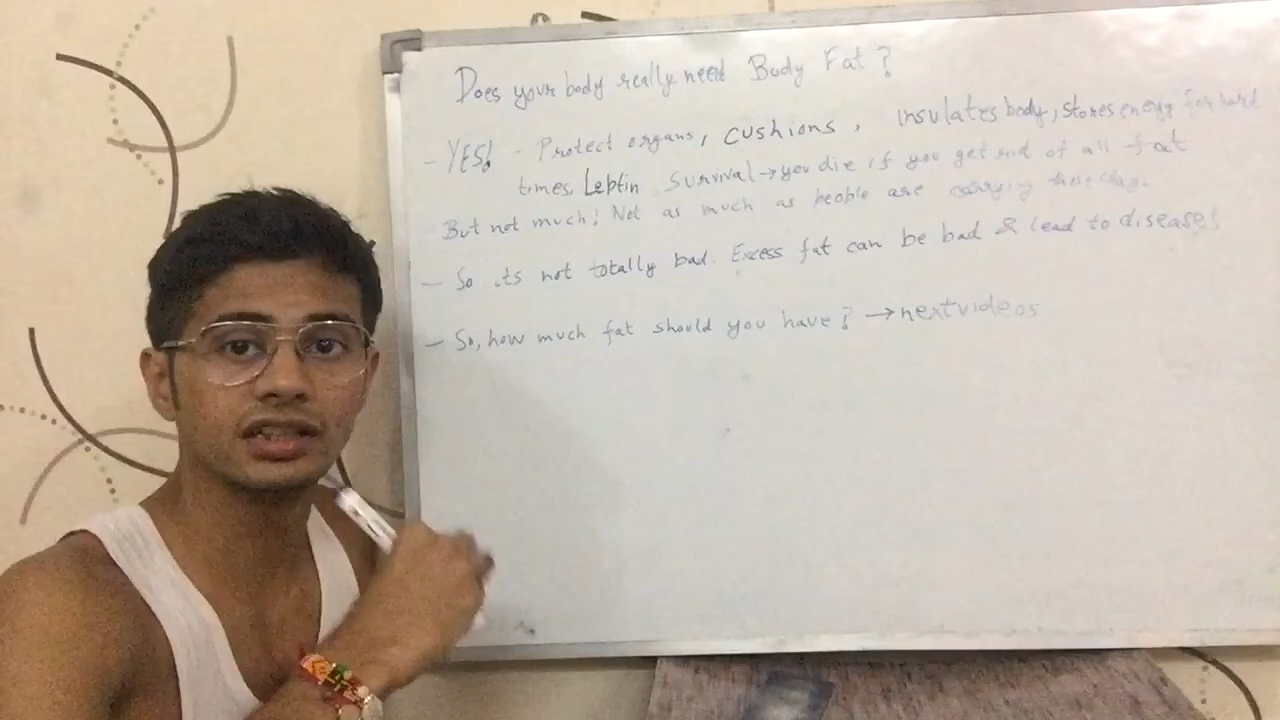 Does your body really need Body Fat?
- YES! - Protect organs, cushions, insulates body, stores energy for hard
times, Leptin Survival → you die if you get rid of all fat
But not much! Not as much as people are carrying these days.
- So its not totally bad. Excess fat can be bad & lead to disease!
- So, how much fat should you have? → next videos